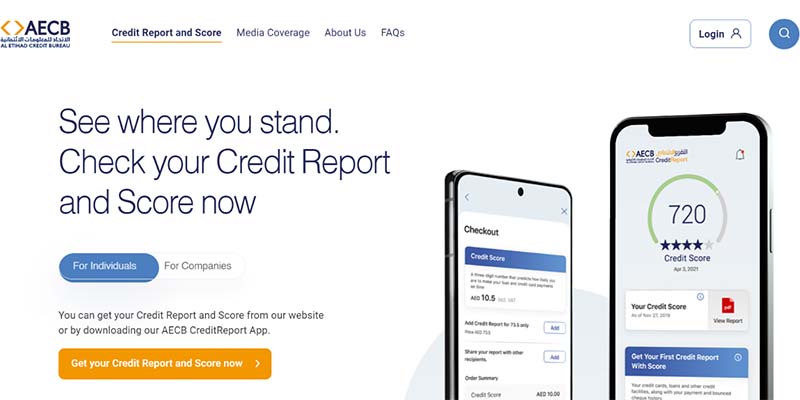 AECB
الاتحاد للمعلومات الائتمانية
AL ETIHAD CREDIT BUREAU
Credit Report and Score
Media Coverage
About Us
FAQs
Login
See where you stand.
Check your Credit Report
and Score now
For Individuals
For Companies
You can get your Credit Report and Score from our website
or by downloading our AECB CreditReport App.
Get your Credit Report and Score now
Checkout
Credit Score
A three-digit number that predicts how likely you
are to make your loan and credit card payments
on time
AED 10.5 INCL. VAT
Add Credit Report for 73.5 only
Add
Share your report with other
recipients.
Add
Order Summary
Credit Score
AED 10.00
AECB
CreditReport
720
Credit Score
Apr 3, 2021
Your Credit Score
As of Nov 27, 2019
PDF
View Report
Get Your First Credit Report
With Score
Your credit cards, loans and other credit
facilities, along with your payment and bounced
cheque history